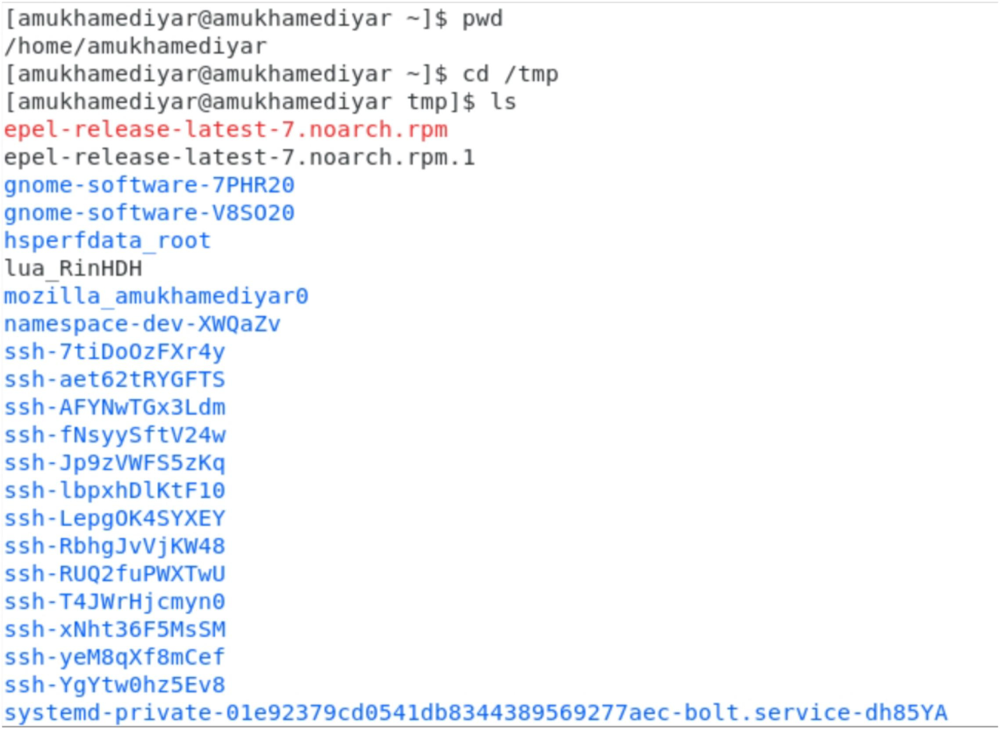 [amukhamediyar@amukhamediyar ~]$ pwd
/home/amukhamediyar
[amukhamediyar@amukhamediyar ~]$ cd /tmp
[amukhamediyar@amukhamediyar tmp]$ ls
epel-release-latest-7.noarch.rpm
epel-release-latest-7.noarch.rpm.1
gnome-software-7PHR20
gnome-software-V8SO20
hsperfdata_root
lua_RinHDH
mozilla_amukhamediyar0
namespace-dev-XWQaZv
ssh-7tiDoOzFXr4y
ssh-aet62tRYGFTS
ssh-AFYNwTGx3Ldm
ssh-fNsyySftV24w
ssh-Jp9zVWFS5zKq
ssh-lbpxhDlKtF10
ssh-LepgOK4SYXEY
ssh-RbhgJvVjKW48
ssh-RUQ2fuPWXTwU
ssh-T4JWrHjcmyn0
ssh-xNht36F5MsSM
ssh-yeM8qXf8mCef
ssh-YgYtw0hz5Ev8
systemd-private-01e92379cd0541db8344389569277aec-bolt.service-dh85YA